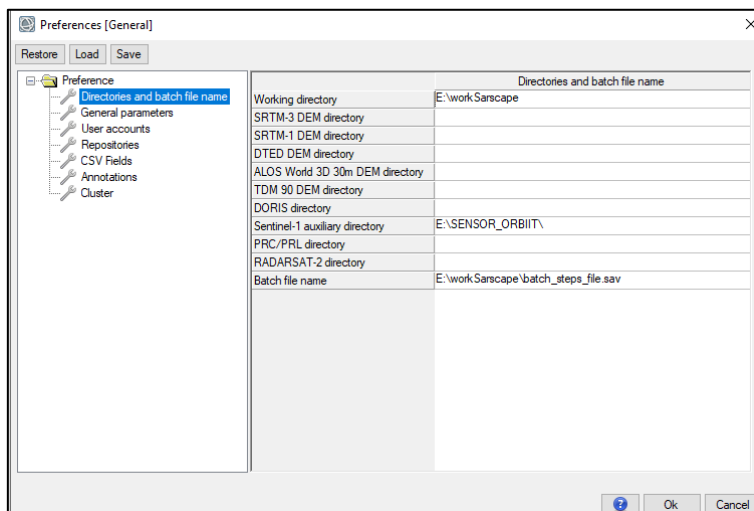 Preferences [General]
Restore Load Save
Preference
Directories and batch file name
General parameters
User accounts
Repositories
CSV Fields
Annotations
Cluster
Directories and batch file name
Working directory E:\workSarscape
SRTM-3 DEM directory
SRTM-1 DEM directory
DTED DEM directory
ALOS World 3D 30m DEM directory
TDM 90 DEM directory
DORIS directory
Sentinel-1 auxiliary directory E:\SENSOR_ORBIIT\
PRC/PRL directory
RADARSAT-2 directory
Batch file name E:\workSarscape\batch_steps_file.sav
? Ok Cancel